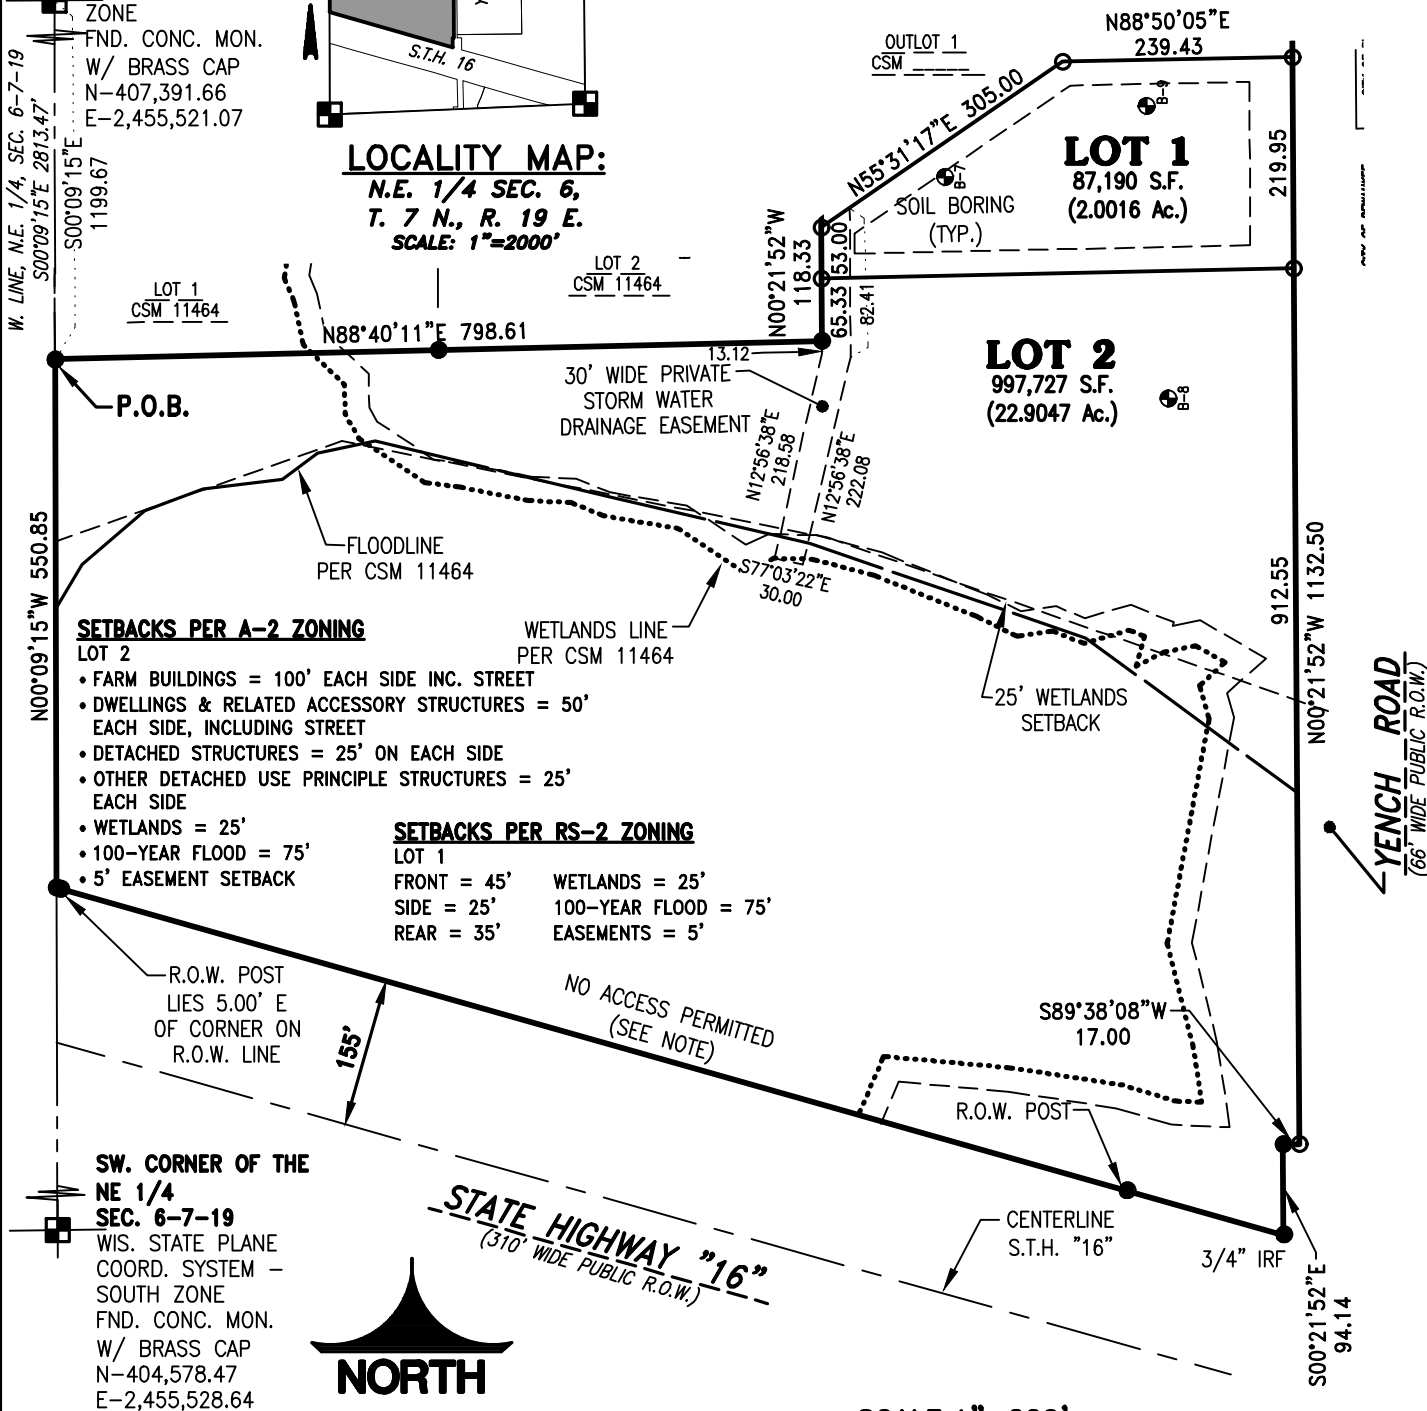 ZONE
FND. CONC. MON.
W/ BRASS CAP
N-407,391.66
E-2,455,521.07
W. LINE, N.E. 1/4, SEC. 6-7-19
S00°09'15"E 2813.47'
S00°09'15"E
1199.67
S.T.H. 16
LOCALITY MAP:
N.E. 1/4 SEC. 6,
T. 7 N., R. 19 E.
SCALE: 1"=2000'
OUTLOT 1
CSM
N88°50'05"E
239.43
N55°31'17"E 305.00
B-9
B-7
LOT 1
87,190 S.F.
(2.0016 Ac.)
SOIL BORING
(TYP.)
219.95
LOT 1
CSM 11464
LOT 2
CSM 11464
N88°40'11"E 798.61
N00°21'52"W
118.33
65.33
53.00
82.41
13.12
P.O.B.
30' WIDE PRIVATE
STORM WATER
DRAINAGE EASEMENT
LOT 2
997,727 S.F.
(22.9047 Ac.)
B-8
N12°56'38"E
218.58
N12°56'38"E
222.08
N00°09'15"W 550.85
FLOODLINE
PER CSM 11464
S77°03'22"E
30.00
912.55
N00°21'52"W 1132.50
WETLANDS LINE
PER CSM 11464
25' WETLANDS
SETBACK
YENCH ROAD
(66' WIDE PUBLIC R.O.W.)
SETBACKS PER A-2 ZONING
LOT 2
• FARM BUILDINGS = 100' EACH SIDE INC. STREET
• DWELLINGS & RELATED ACCESSORY STRUCTURES = 50'
EACH SIDE, INCLUDING STREET
• DETACHED STRUCTURES = 25' ON EACH SIDE
• OTHER DETACHED USE PRINCIPLE STRUCTURES = 25'
EACH SIDE
• WETLANDS = 25'
• 100-YEAR FLOOD = 75'
• 5' EASEMENT SETBACK
SETBACKS PER RS-2 ZONING
LOT 1
FRONT = 45' WETLANDS = 25'
SIDE = 25' 100-YEAR FLOOD = 75'
REAR = 35' EASEMENTS = 5'
R.O.W. POST
LIES 5.00' E
OF CORNER ON
R.O.W. LINE
155'
NO ACCESS PERMITTED
(SEE NOTE)
S89°38'08"W
17.00
R.O.W. POST
SW. CORNER OF THE
NE 1/4
SEC. 6-7-19
WIS. STATE PLANE
COORD. SYSTEM -
SOUTH ZONE
FND. CONC. MON.
W/ BRASS CAP
N-404,578.47
E-2,455,528.64
STATE HIGHWAY "16"
(310' WIDE PUBLIC R.O.W.)
CENTERLINE
S.T.H. "16"
3/4" IRF
S00°21'52"E
94.14
NORTH